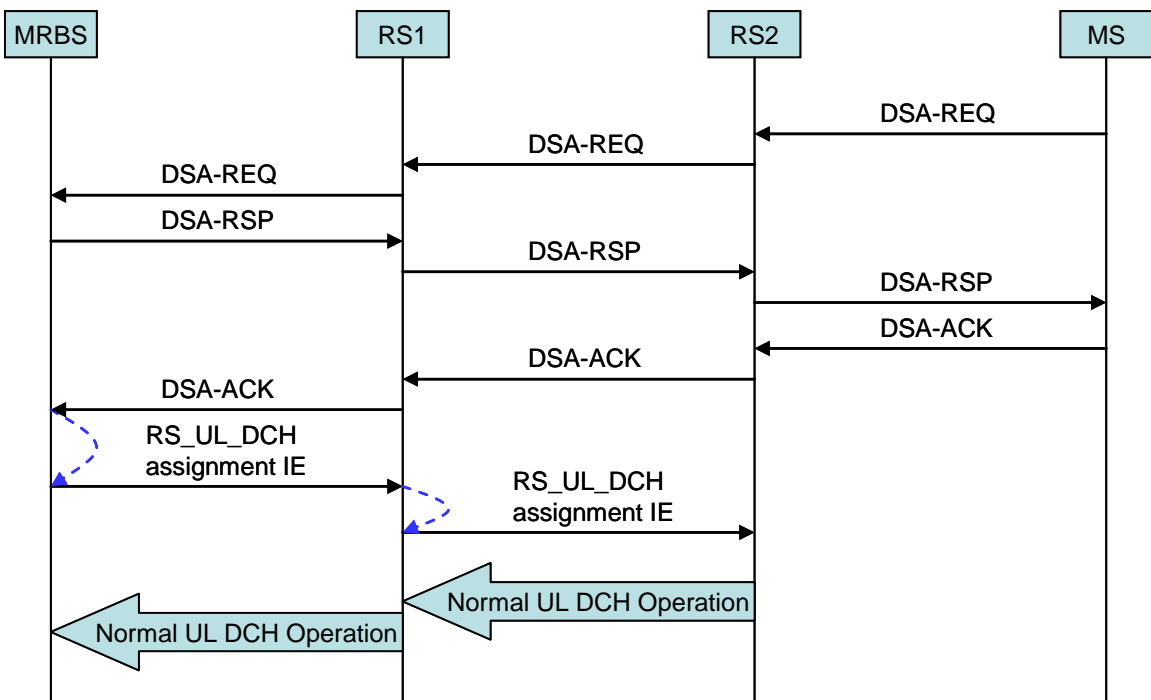 MRBS
RS1
RS2
MS
DSA-REQ
DSA-REQ
DSA-REQ
DSA-RSP
DSA-RSP
DSA-RSP
DSA-ACK
DSA-ACK
DSA-ACK
RS_UL_DCH
assignment IE
RS_UL_DCH
assignment IE
Normal UL DCH Operation
Normal UL DCH Operation